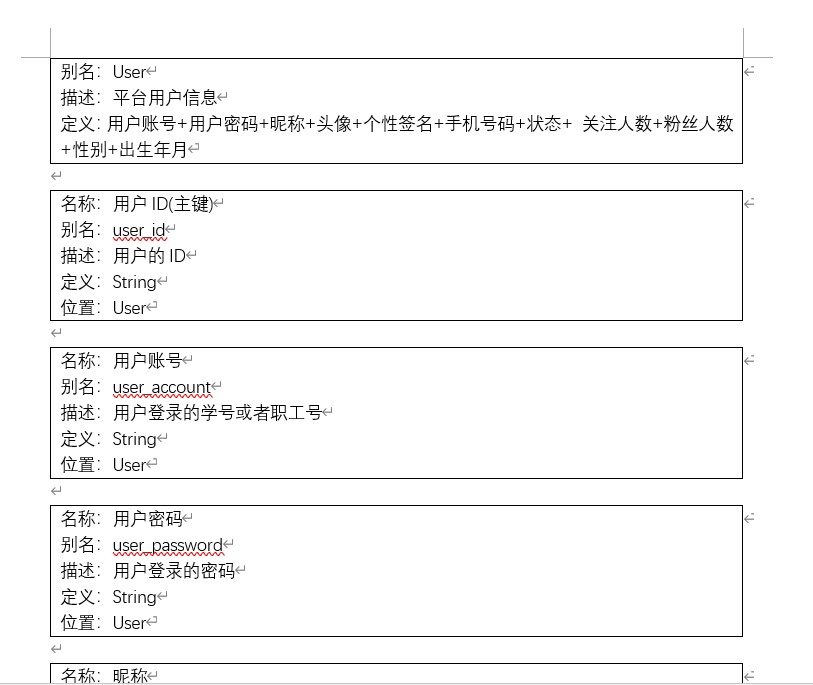 别名：User
描述：平台用户信息
定义：用户账号+用户密码+昵称+头像+个性签名+手机号码+状态+ 关注人数+粉丝人数
+性别+出生年月
名称：用户 ID(主键)
别名：user_id
描述：用户的 ID
定义：String
位置：User
名称：用户账号
别名：user_account
描述：用户登录的学号或者职工号
定义：String
位置：User
名称：用户密码
别名：user_password
描述：用户登录的密码
定义：String
位置：User
名称：昵称